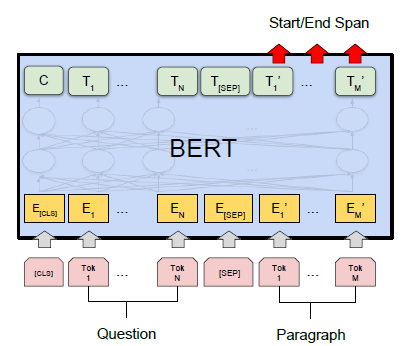 Start/End Span
C T1 ... TN T[SEP] T1' ... TM'
BERT
E[CLS] E1 ... EN E[SEP] E1' ... EM'
[CLS] Tok 1 ... Tok N [SEP] Tok 1 ... Tok M
Question Paragraph